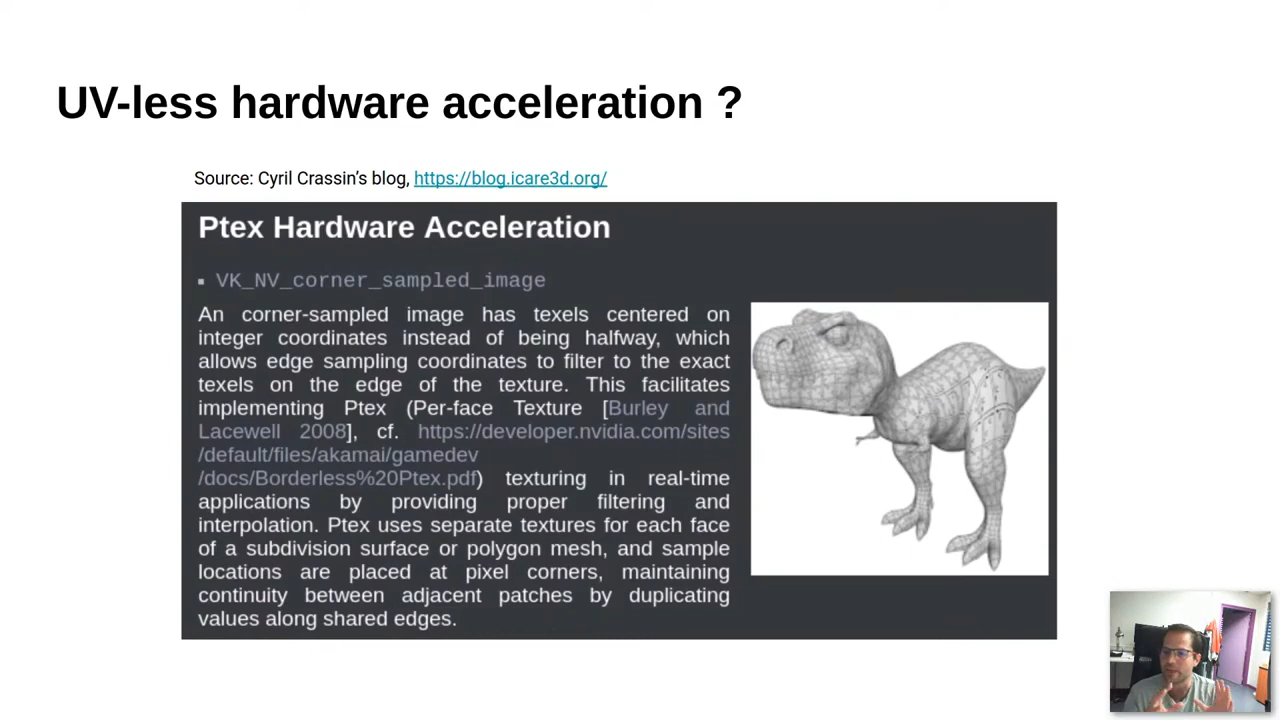 UV-less hardware acceleration ?
Source: Cyril Crassin’s blog, https://blog.icare3d.org/
Ptex Hardware Acceleration
▪ VK_NV_corner_sampled_image
An corner-sampled image has texels centered on
integer coordinates instead of being halfway, which
allows edge sampling coordinates to filter to the exact
texels on the edge of the texture. This facilitates
implementing Ptex (Per-face Texture [Burley and
Lacewell 2008], cf. https://developer.nvidia.com/sites
/default/files/akamai/gamedev
/docs/Borderless%20Ptex.pdf) texturing in real-time
applications by providing proper filtering and
interpolation. Ptex uses separate textures for each face
of a subdivision surface or polygon mesh, and sample
locations are placed at pixel corners, maintaining
continuity between adjacent patches by duplicating
values along shared edges.